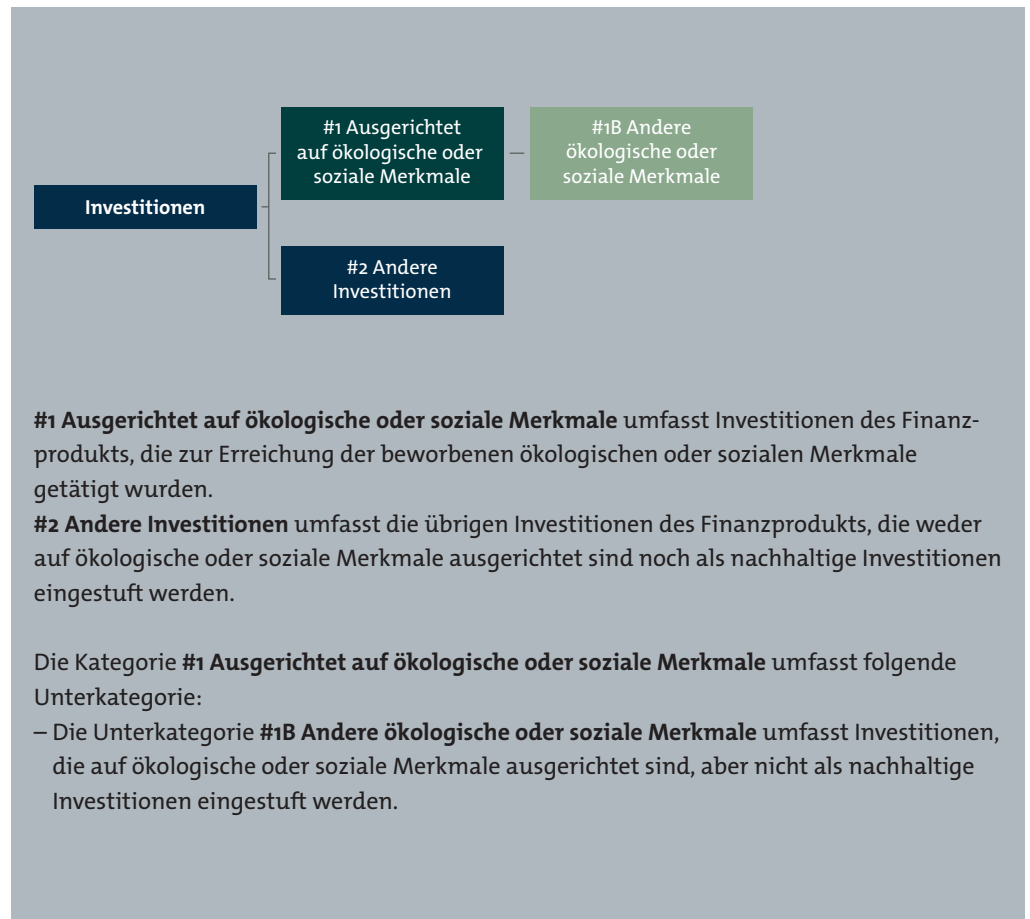 #1 Ausgerichtet
auf ökologische oder
soziale Merkmale
#1B Andere
ökologische oder
soziale Merkmale
Investitionen
#2 Andere
Investitionen
#1 Ausgerichtet auf ökologische oder soziale Merkmale umfasst Investitionen des Finanz-
produkts, die zur Erreichung der beworbenen ökologischen oder sozialen Merkmale
getätigt wurden.
#2 Andere Investitionen umfasst die übrigen Investitionen des Finanzprodukts, die weder
auf ökologische oder soziale Merkmale ausgerichtet sind noch als nachhaltige Investitionen
eingestuft werden.
Die Kategorie #1 Ausgerichtet auf ökologische oder soziale Merkmale umfasst folgende
Unterkategorie:
– Die Unterkategorie #1B Andere ökologische oder soziale Merkmale umfasst Investitionen,
die auf ökologische oder soziale Merkmale ausgerichtet sind, aber nicht als nachhaltige
Investitionen eingestuft werden.